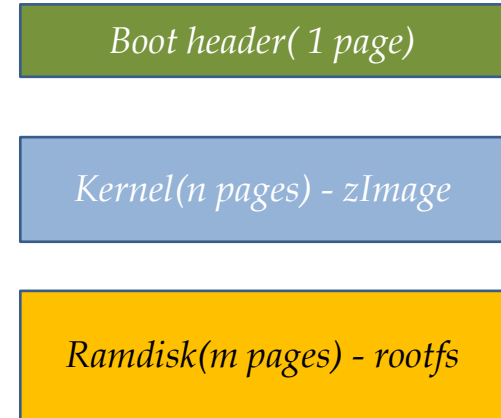 Boot header( 1 page)
Kernel(n pages) - zImage
Ramdisk(m pages) - rootfs